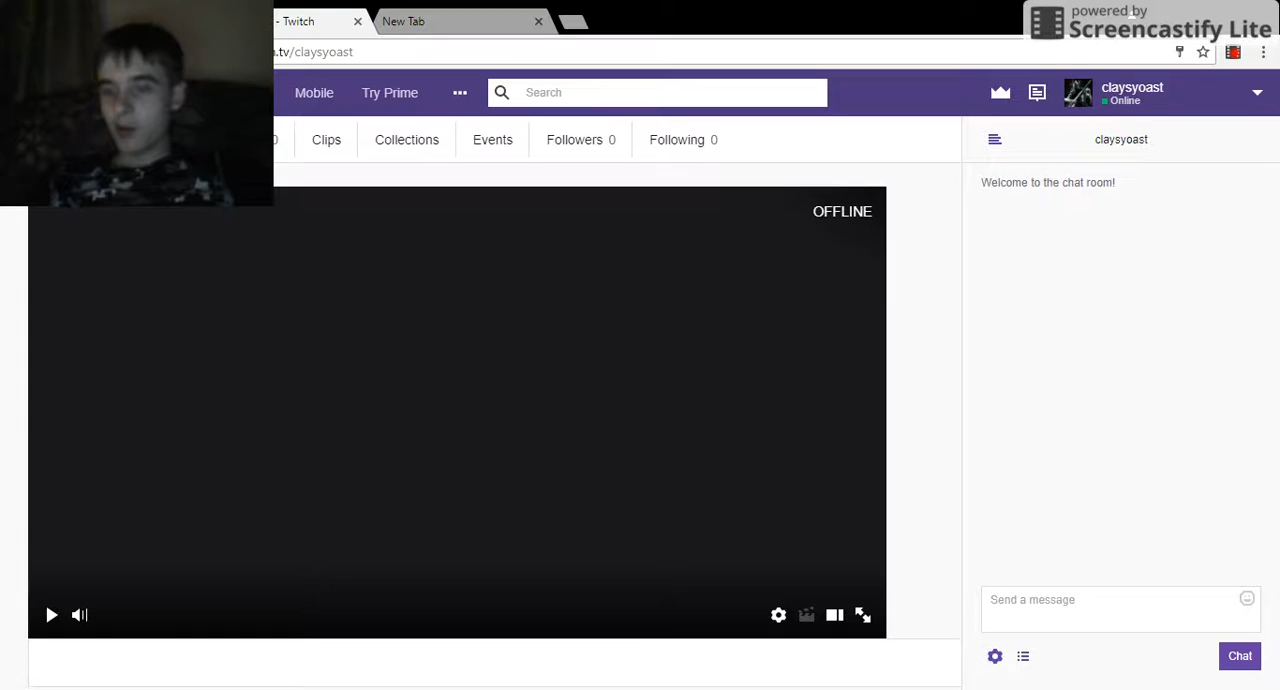 - Twitch
New Tab
powered by
Screencastify Lite
.tv/claysyoast
Mobile
Try Prime
Search
claysyoast
Online
0
Clips
Collections
Events
Followers 0
Following 0
claysyoast
Welcome to the chat room!
OFFLINE
Send a message
Chat